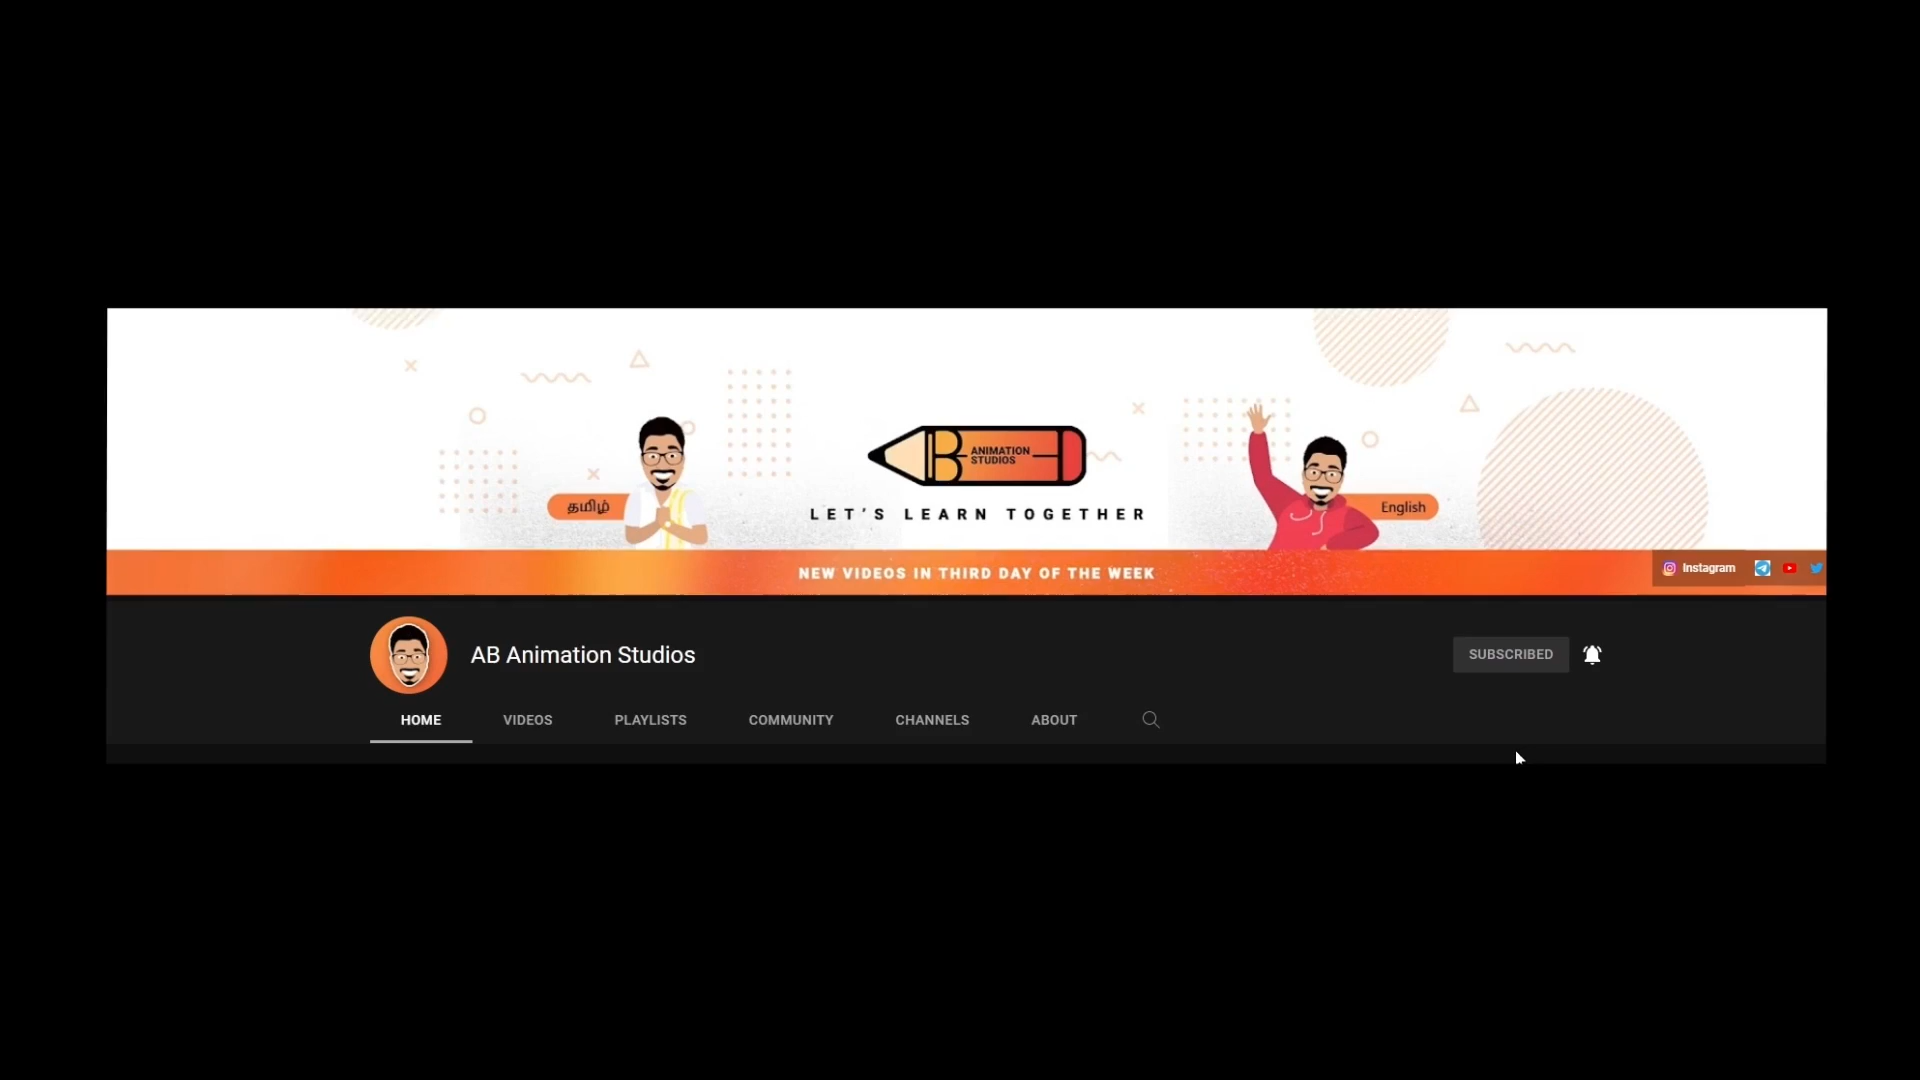 B ANIMATION
STUDIOS
தமிழ்
English
LET'S LEARN TOGETHER
NEW VIDEOS IN THIRD DAY OF THE WEEK
Instagram
AB Animation Studios
SUBSCRIBED
HOME VIDEOS PLAYLISTS COMMUNITY CHANNELS ABOUT